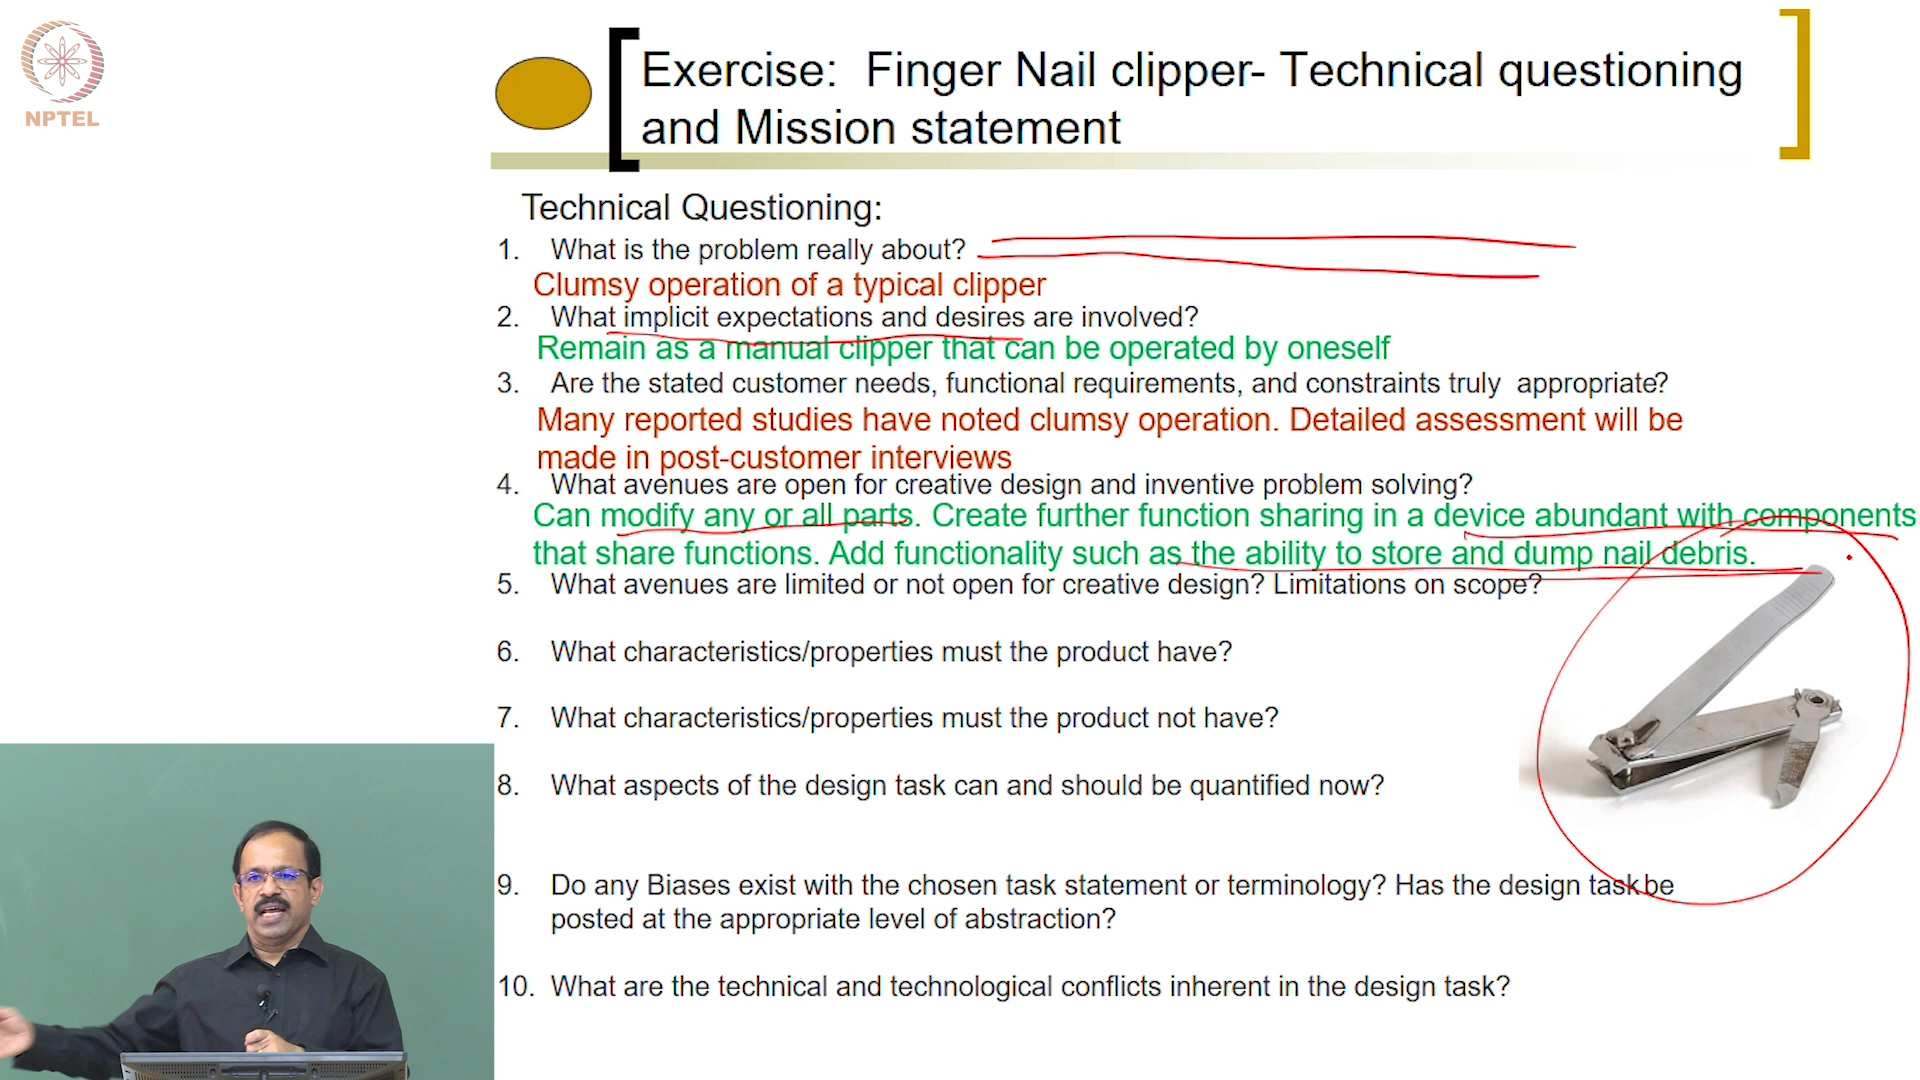 NPTEL
Exercise: Finger Nail clipper- Technical questioning
and Mission statement
Technical Questioning:
1. What is the problem really about?
Clumsy operation of a typical clipper
2. What implicit expectations and desires are involved?
Remain as a manual clipper that can be operated by oneself
3. Are the stated customer needs, functional requirements, and constraints truly appropriate?
Many reported studies have noted clumsy operation. Detailed assessment will be
made in post-customer interviews
4. What avenues are open for creative design and inventive problem solving?
Can modify any or all parts. Create further function sharing in a device abundant with components
that share functions. Add functionality such as the ability to store and dump nail debris.
5. What avenues are limited or not open for creative design? Limitations on scope?
6. What characteristics/properties must the product have?
7. What characteristics/properties must the product not have?
8. What aspects of the design task can and should be quantified now?
9. Do any Biases exist with the chosen task statement or terminology? Has the design task be
posted at the appropriate level of abstraction?
10. What are the technical and technological conflicts inherent in the design task?